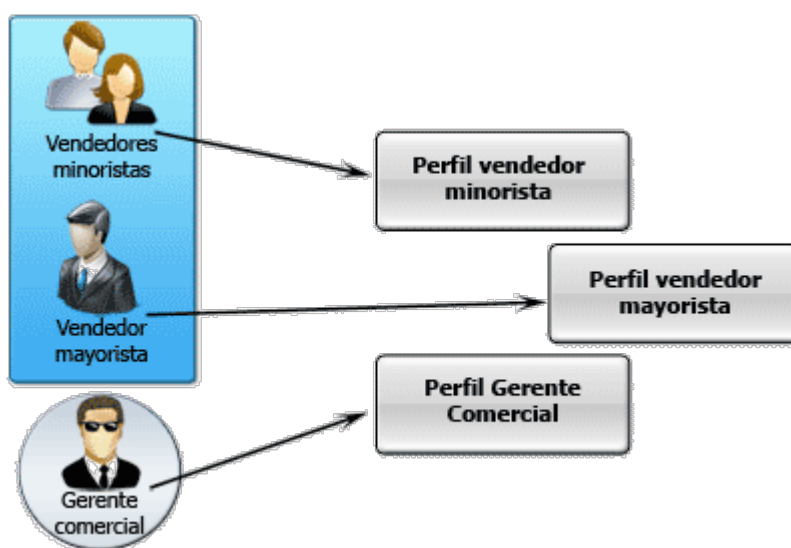 Vendedores
minoristas
Perfil vendedor
minorista
Vendedor
mayorista
Perfil vendedor
mayorista
Gerente
comercial
Perfil Gerente
Comercial